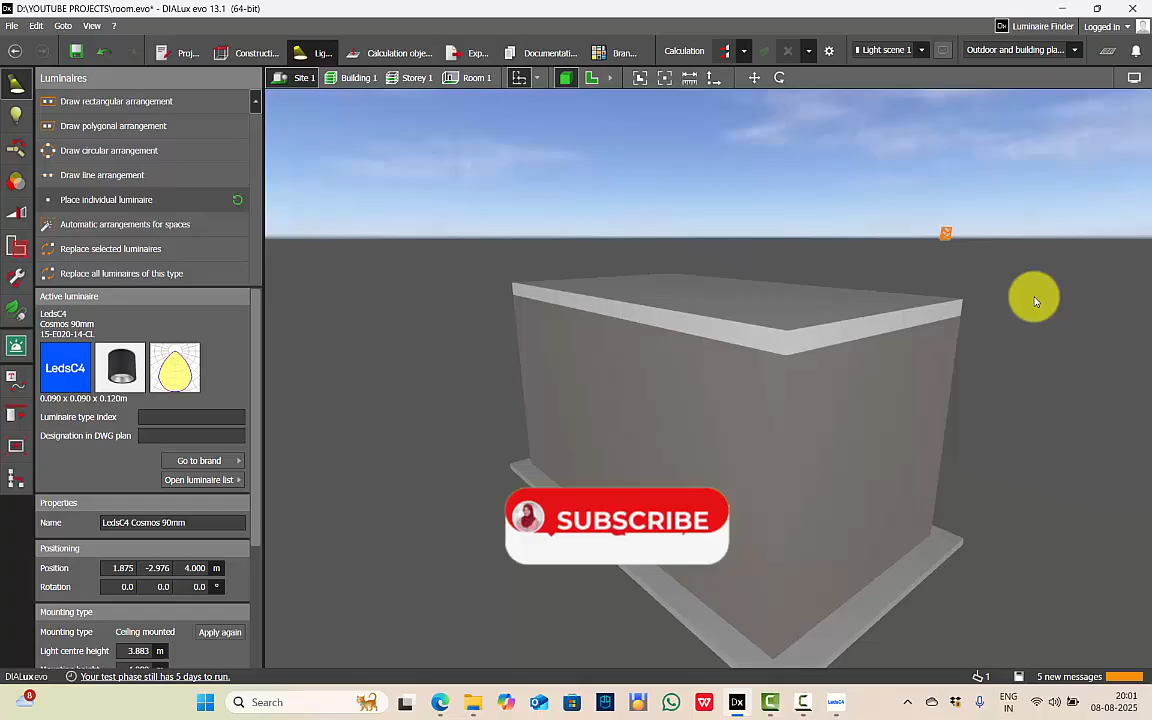 D:\YOUTUBE PROJECTS\room.evo* - DIALux evo 13.1 (64-bit)
File Edit Goto View ?
Luminaire Finder Logged in
Proj... Constructi... Lig... Calculation obje... Exp... Documentati... Bran... Calculation Light scene 1 Outdoor and building pla...
Luminaires
Site 1 Building 1 Storey 1 Room 1
Draw rectangular arrangement
Draw polygonal arrangement
Draw circular arrangement
Draw line arrangement
Place individual luminaire
Automatic arrangements for spaces
Replace selected luminaires
Replace all luminaires of this type
Active luminaire
LedsC4
Cosmos 90mm
15-E020-14-CL
LedsC4
0.090 x 0.090 x 0.120m
Luminaire type index
Designation in DWG plan
Go to brand
Open luminaire list
Properties
Name LedsC4 Cosmos 90mm
Positioning
Position 1.875 -2.976 4.000 m
Rotation 0.0 0.0 0.0 °
Mounting type
Mounting type Ceiling mounted Apply again
Light centre height 3.883 m
SUBSCRIBE
DIALux evo Your test phase still has 5 days to run. 1 5 new messages
8 Search LedsC4 ENG 20:01
IN 08-08-2025